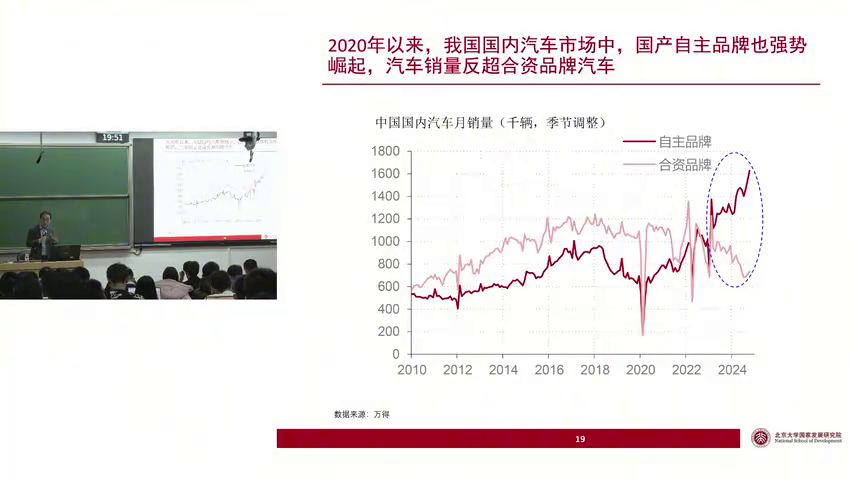 2020年以来，我国国内汽车市场中，国产自主品牌也强势
崛起，汽车销量反超合资品牌汽车
中国国内汽车月销量（千辆，季节调整）
自主品牌
合资品牌
1800
1600
1400
1200
1000
800
600
400
200
0
2010 2012 2014 2016 2018 2020 2022 2024
数据来源：万得
19
北京大学国家发展研究院
National School of Development
19:51